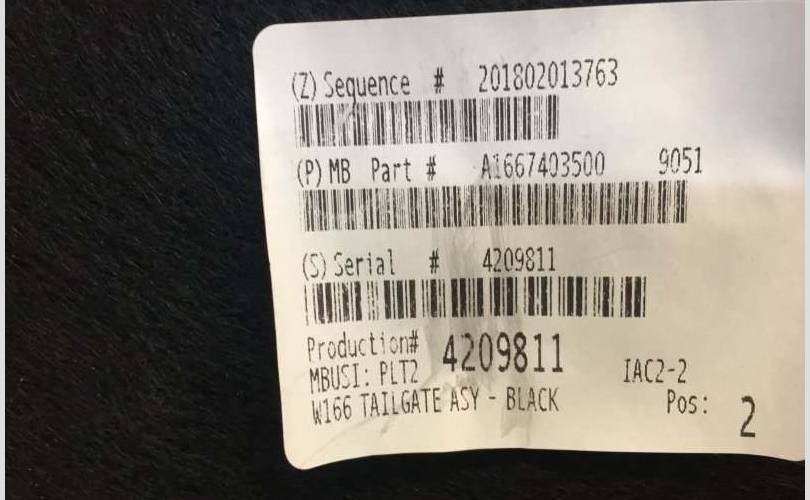 (Z) Sequence # 201802013763
(P) MB Part # A1667403500 9051
(S) Serial # 4209811
Production# 4209811
MBUSI: PLT2 IAC2-2
W166 TAILGATE ASY - BLACK Pos: 2